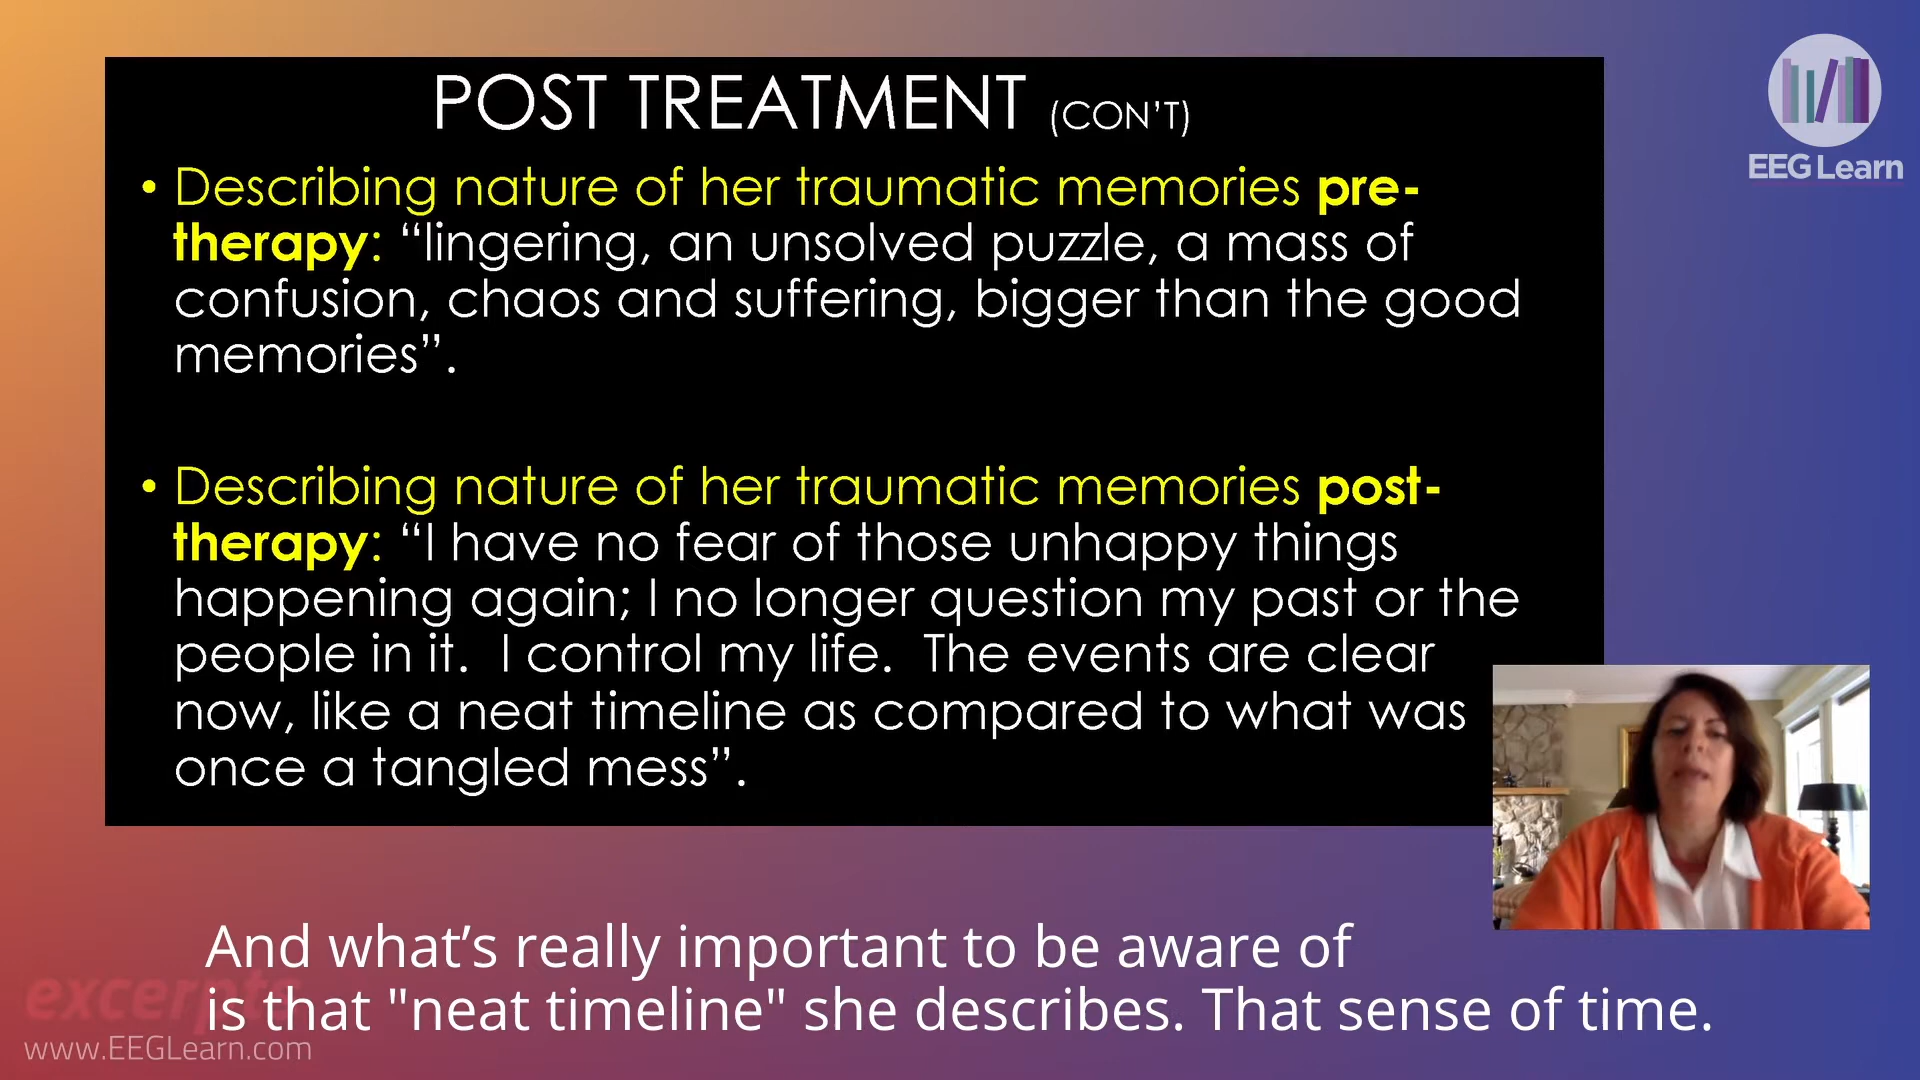 POST TREATMENT (CON'T)
EEG Learn
• Describing nature of her traumatic memories pre-
therapy: “lingering, an unsolved puzzle, a mass of
confusion, chaos and suffering, bigger than the good
memories”.
• Describing nature of her traumatic memories post-
therapy: “I have no fear of those unhappy things
happening again; I no longer question my past or the
people in it.  I control my life.  The events are clear
now, like a neat timeline as compared to what was
once a tangled mess”.
And what’s really important to be aware of
is that "neat timeline" she describes. That sense of time.
excerpts
www.EEGLearn.com